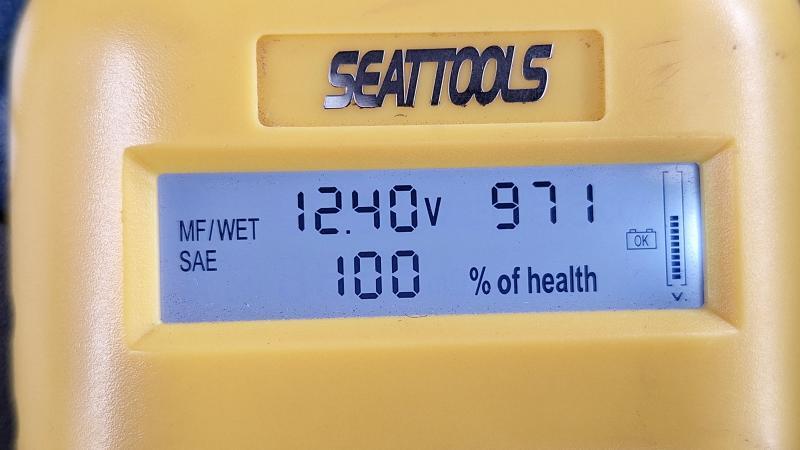 SEATTOOLS
MF/WET 12.40V 971
SAE 100 % of health
OK
V